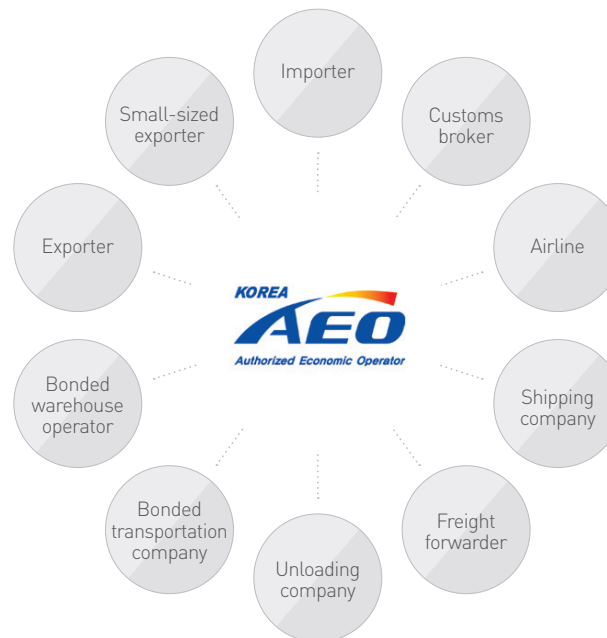 Importer
Small-sized
exporter
Customs
broker
Exporter
Airline
KOREA
AEO
Authorized Economic Operator
Bonded
warehouse
operator
Shipping
company
Bonded
transportation
company
Freight
forwarder
Unloading
company